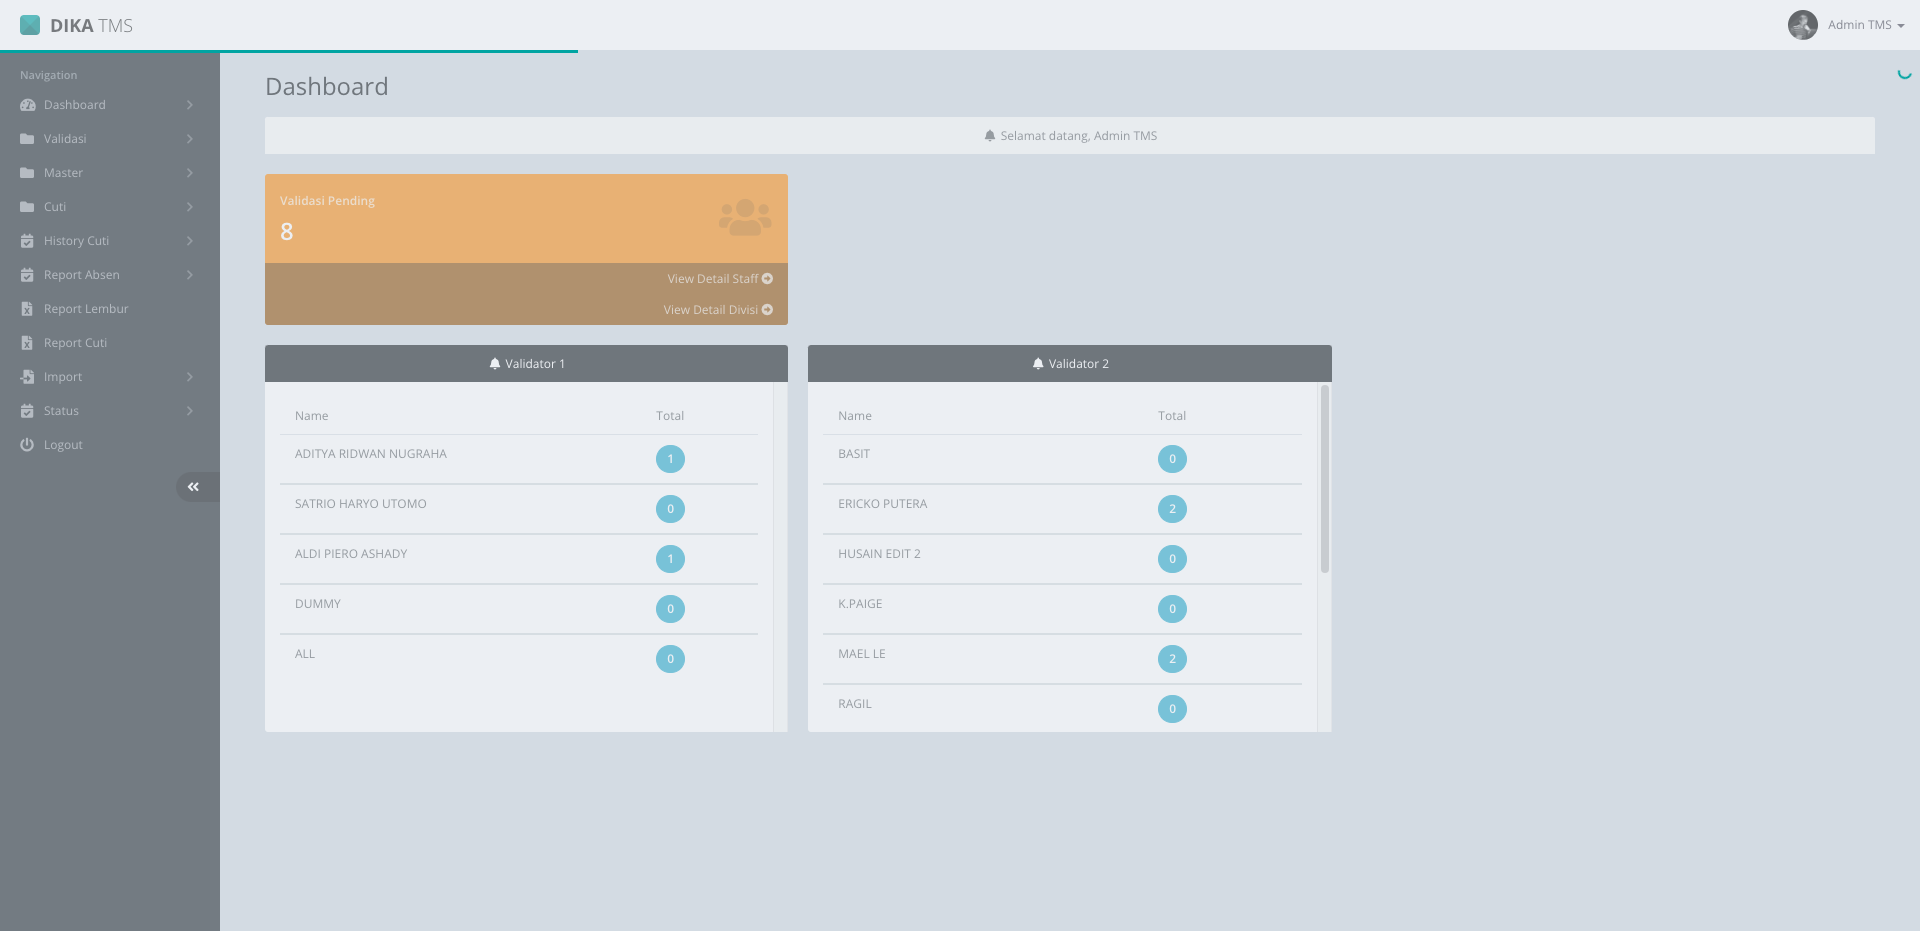 DIKA TMS
Admin TMS
Navigation
Dashboard
Validasi
Master
Cuti
History Cuti
Report Absen
Report Lembur
Report Cuti
Import
Status
Logout
Dashboard
Selamat datang, Admin TMS
Validasi Pending
8
View Detail Staff
View Detail Divisi
Validator 1
Name Total
ADITYA RIDWAN NUGRAHA 1
SATRIO HARYO UTOMO 0
ALDI PIERO ASHADY 1
DUMMY 0
ALL 0
Validator 2
Name Total
BASIT 0
ERICKO PUTERA 2
HUSAIN EDIT 2 0
K.PAIGE 0
MAEL LE 2
RAGIL 0